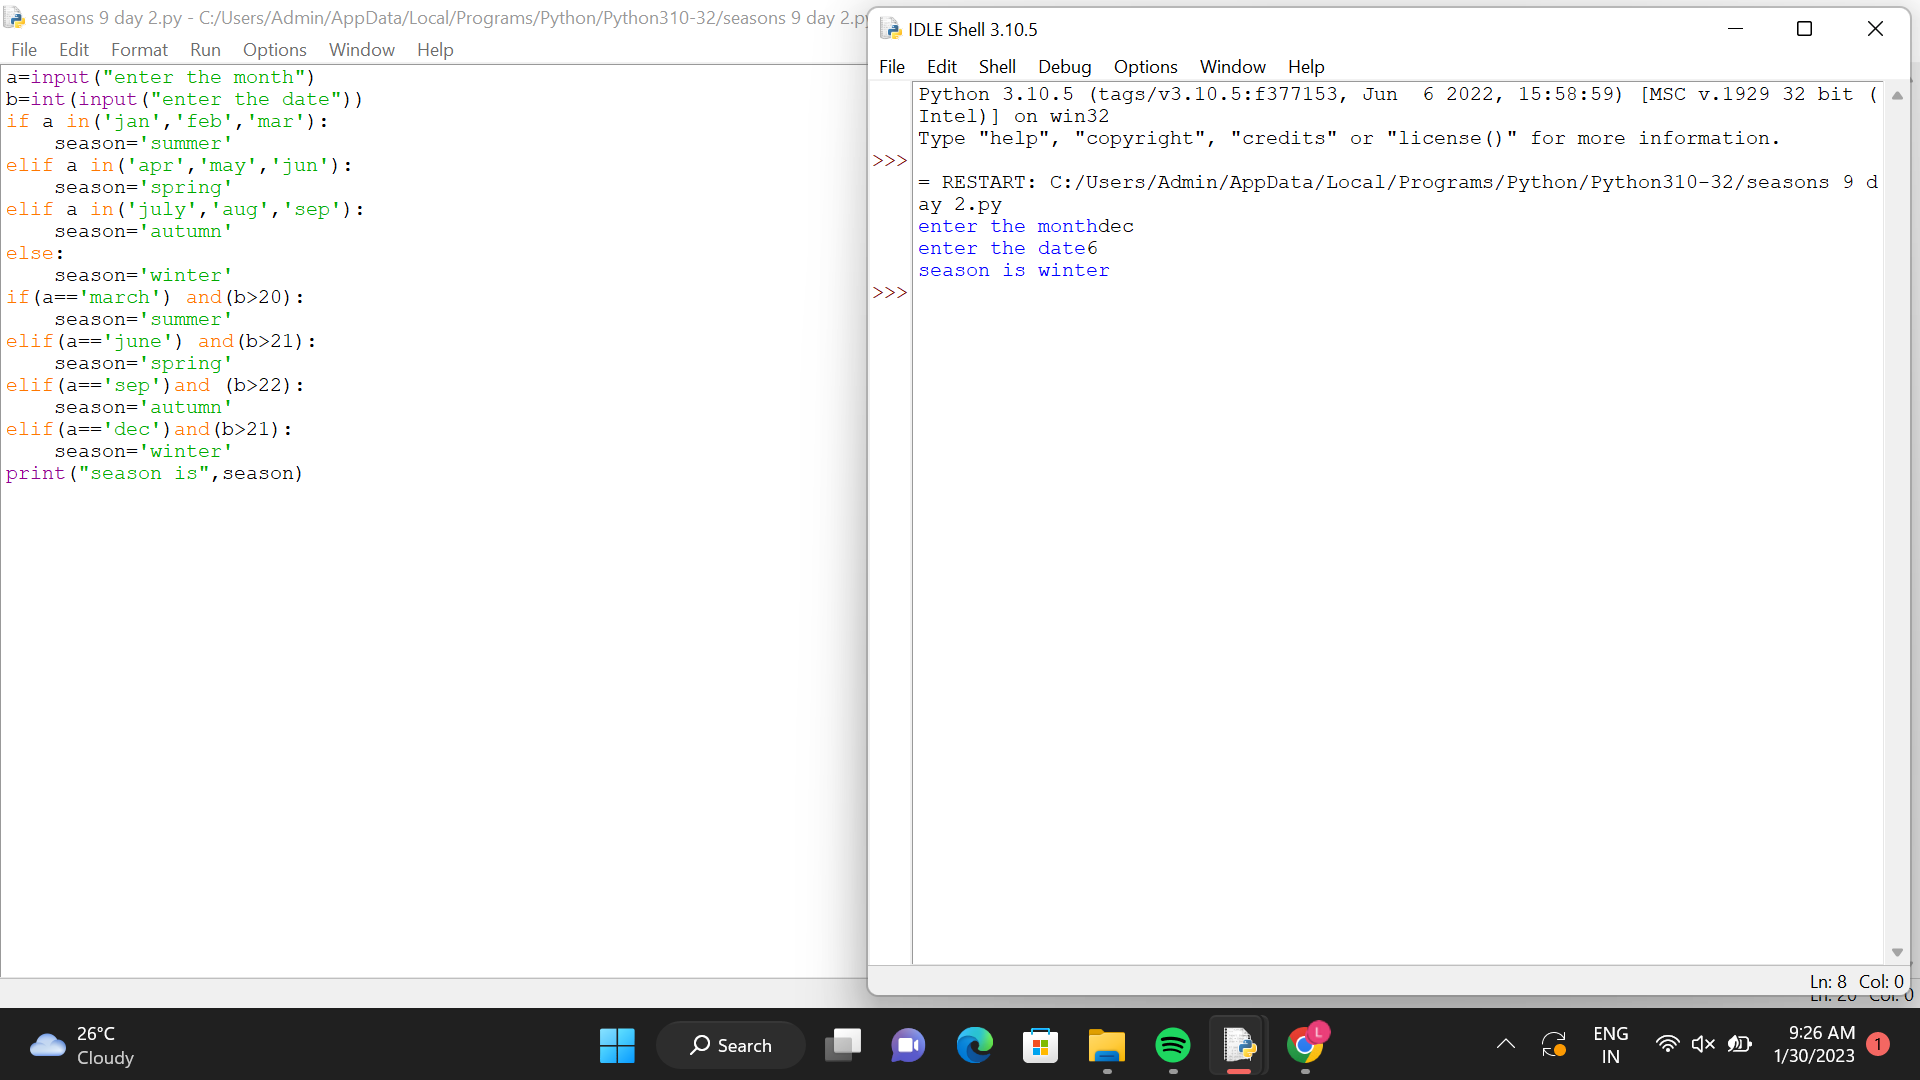 seasons 9 day 2.py - C:/Users/Admin/AppData/Local/Programs/Python/Python310-32/seasons 9 day 2.py
File Edit Format Run Options Window Help
a=input("enter the month")
b=int(input("enter the date"))
if a in('jan','feb','mar'):
    season='summer'
elif a in('apr','may','jun'):
    season='spring'
elif a in('july','aug','sep'):
    season='autumn'
else:
    season='winter'
if(a=='march') and(b>20):
    season='summer'
elif(a=='june') and(b>21):
    season='spring'
elif(a=='sep')and (b>22):
    season='autumn'
elif(a=='dec')and(b>21):
    season='winter'
print("season is",season)
IDLE Shell 3.10.5
File Edit Shell Debug Options Window Help
Python 3.10.5 (tags/v3.10.5:f377153, Jun  6 2022, 15:58:59) [MSC v.1929 32 bit (
Intel)] on win32
Type "help", "copyright", "credits" or "license()" for more information.
>>>
= RESTART: C:/Users/Admin/AppData/Local/Programs/Python/Python310-32/seasons 9 d
ay 2.py
enter the monthdec
enter the date6
season is winter
>>>
Ln: 8 Col: 0
Ln: 20 Col: 0
26°C
Cloudy
Search
L
ENG
IN
9:26 AM
1/30/2023
1